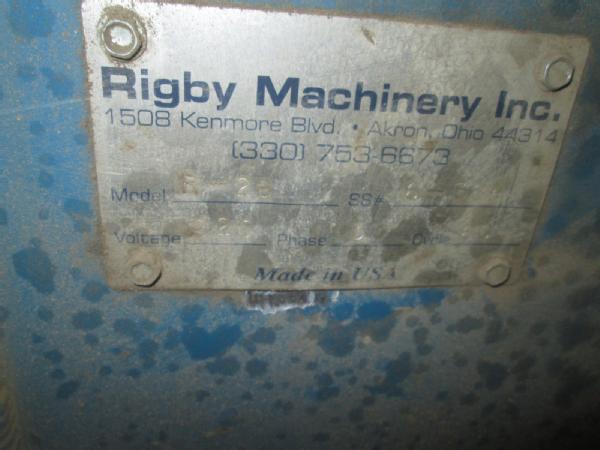 Rigby Machinery Inc.
1508 Kenmore Blvd. • Akron, Ohio 44314
(330) 753-6673
Model SS#
Voltage Phase
Made in USA